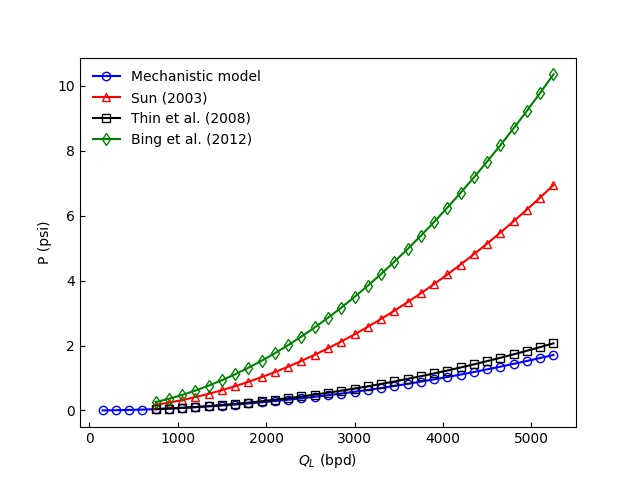 Mechanistic model
Sun (2003)
Thin et al. (2008)
Bing et al. (2012)
P (psi)
10
8
6
4
2
0
0 1000 2000 3000 4000 5000
Q_L (bpd)